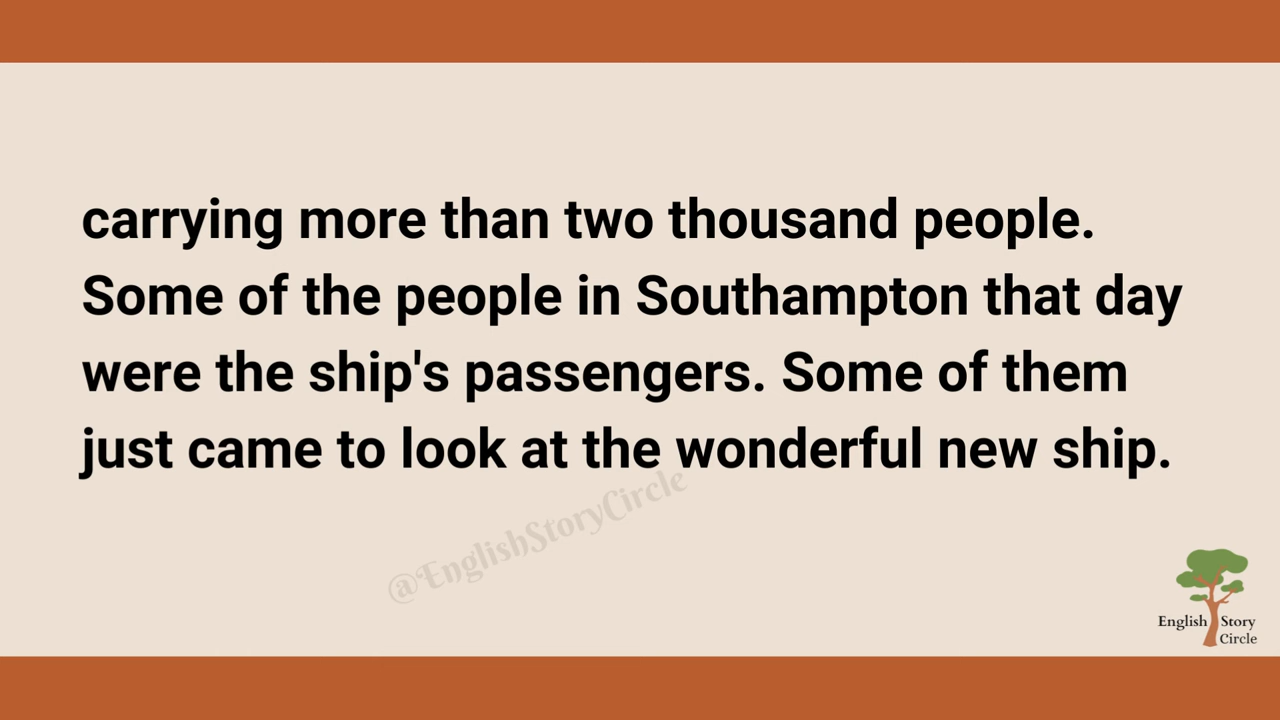 carrying more than two thousand people.
Some of the people in Southampton that day
were the ship's passengers. Some of them
just came to look at the wonderful new ship.
@EnglishStoryCircle
English Story
Circle